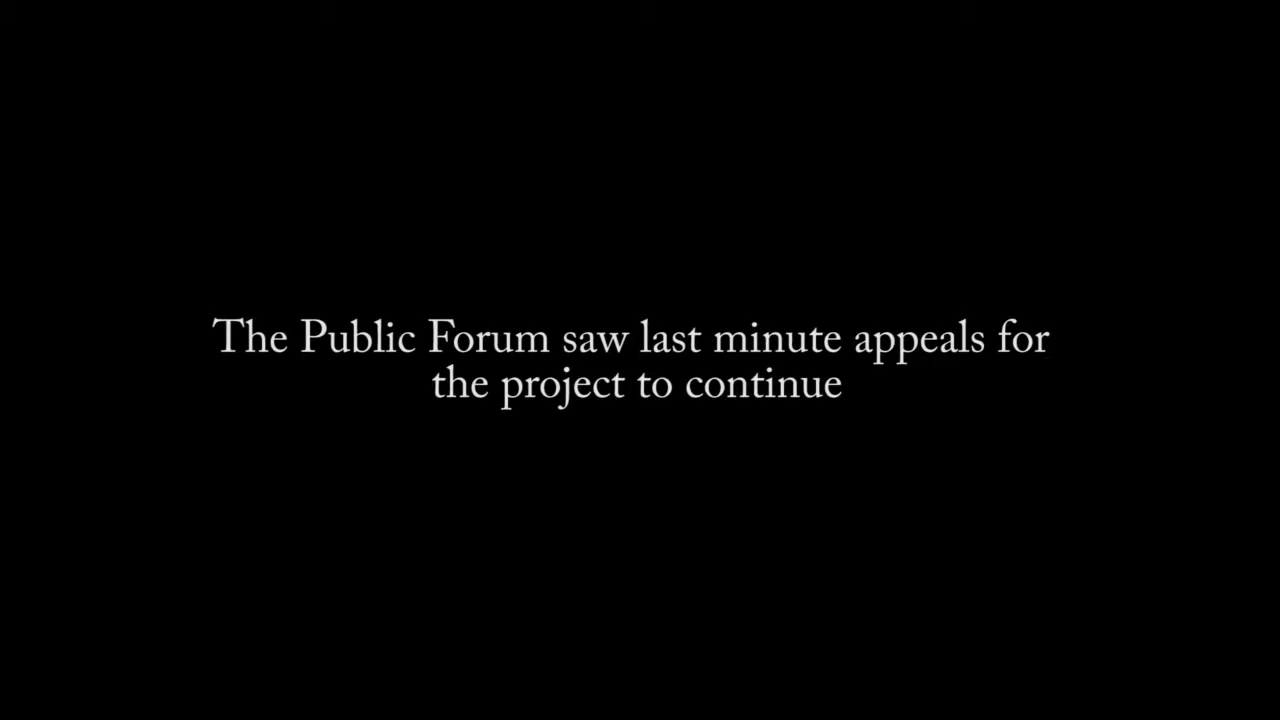 The Public Forum saw last minute appeals for
the project to continue